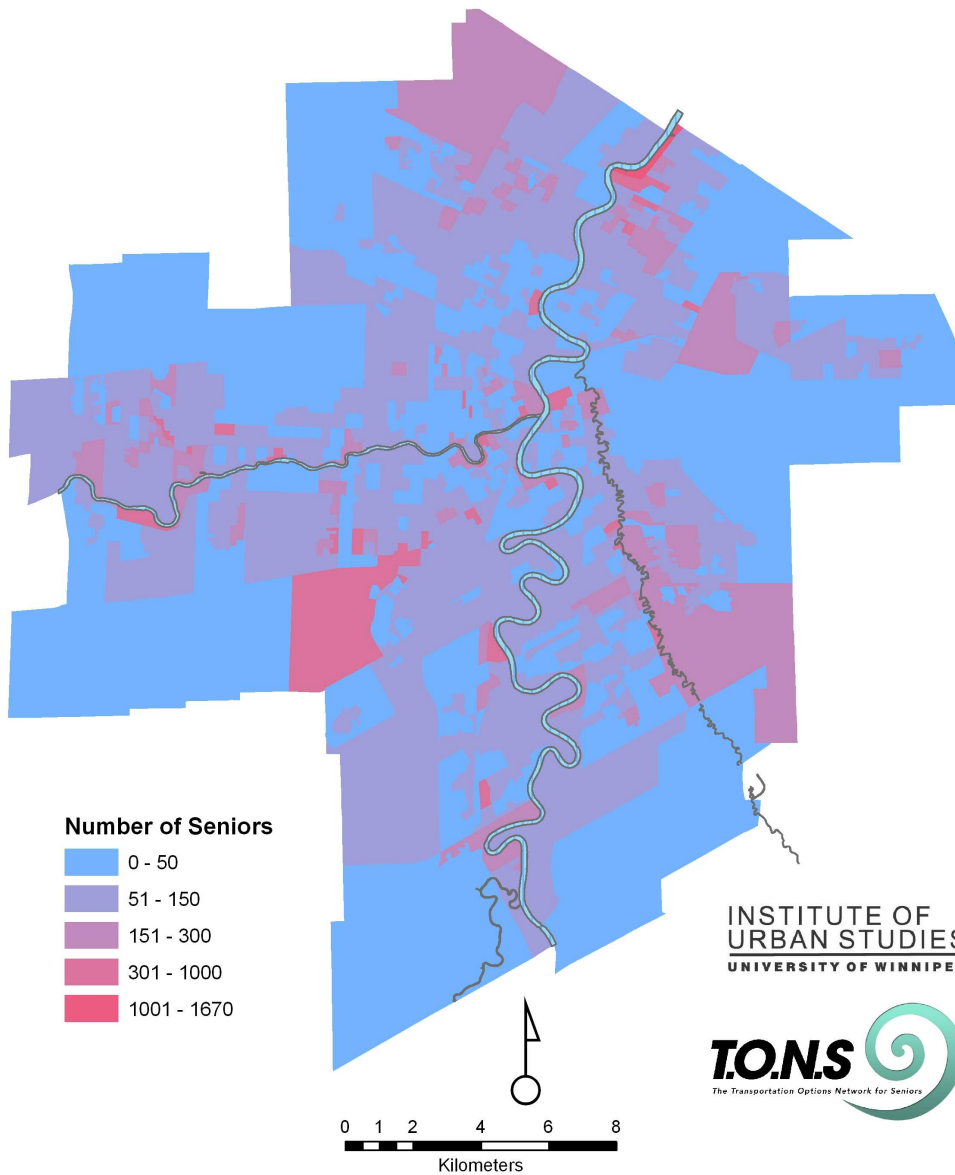 Number of Seniors
0 - 50
51 - 150
151 - 300
301 - 1000
1001 - 1670
INSTITUTE OF
URBAN STUDIES
UNIVERSITY OF WINNIPE
T.O.N.S
The Transportation Options Network for Seniors
0 1 2 4 6 8
Kilometers